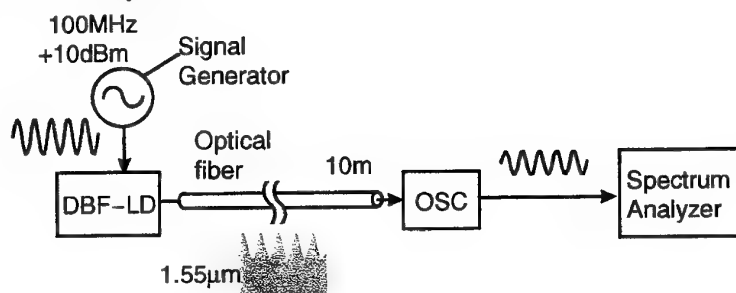 100MHz
+10dBm
Signal
Generator
Optical
fiber
10m
DBF-LD
OSC
Spectrum
Analyzer
1.55μm